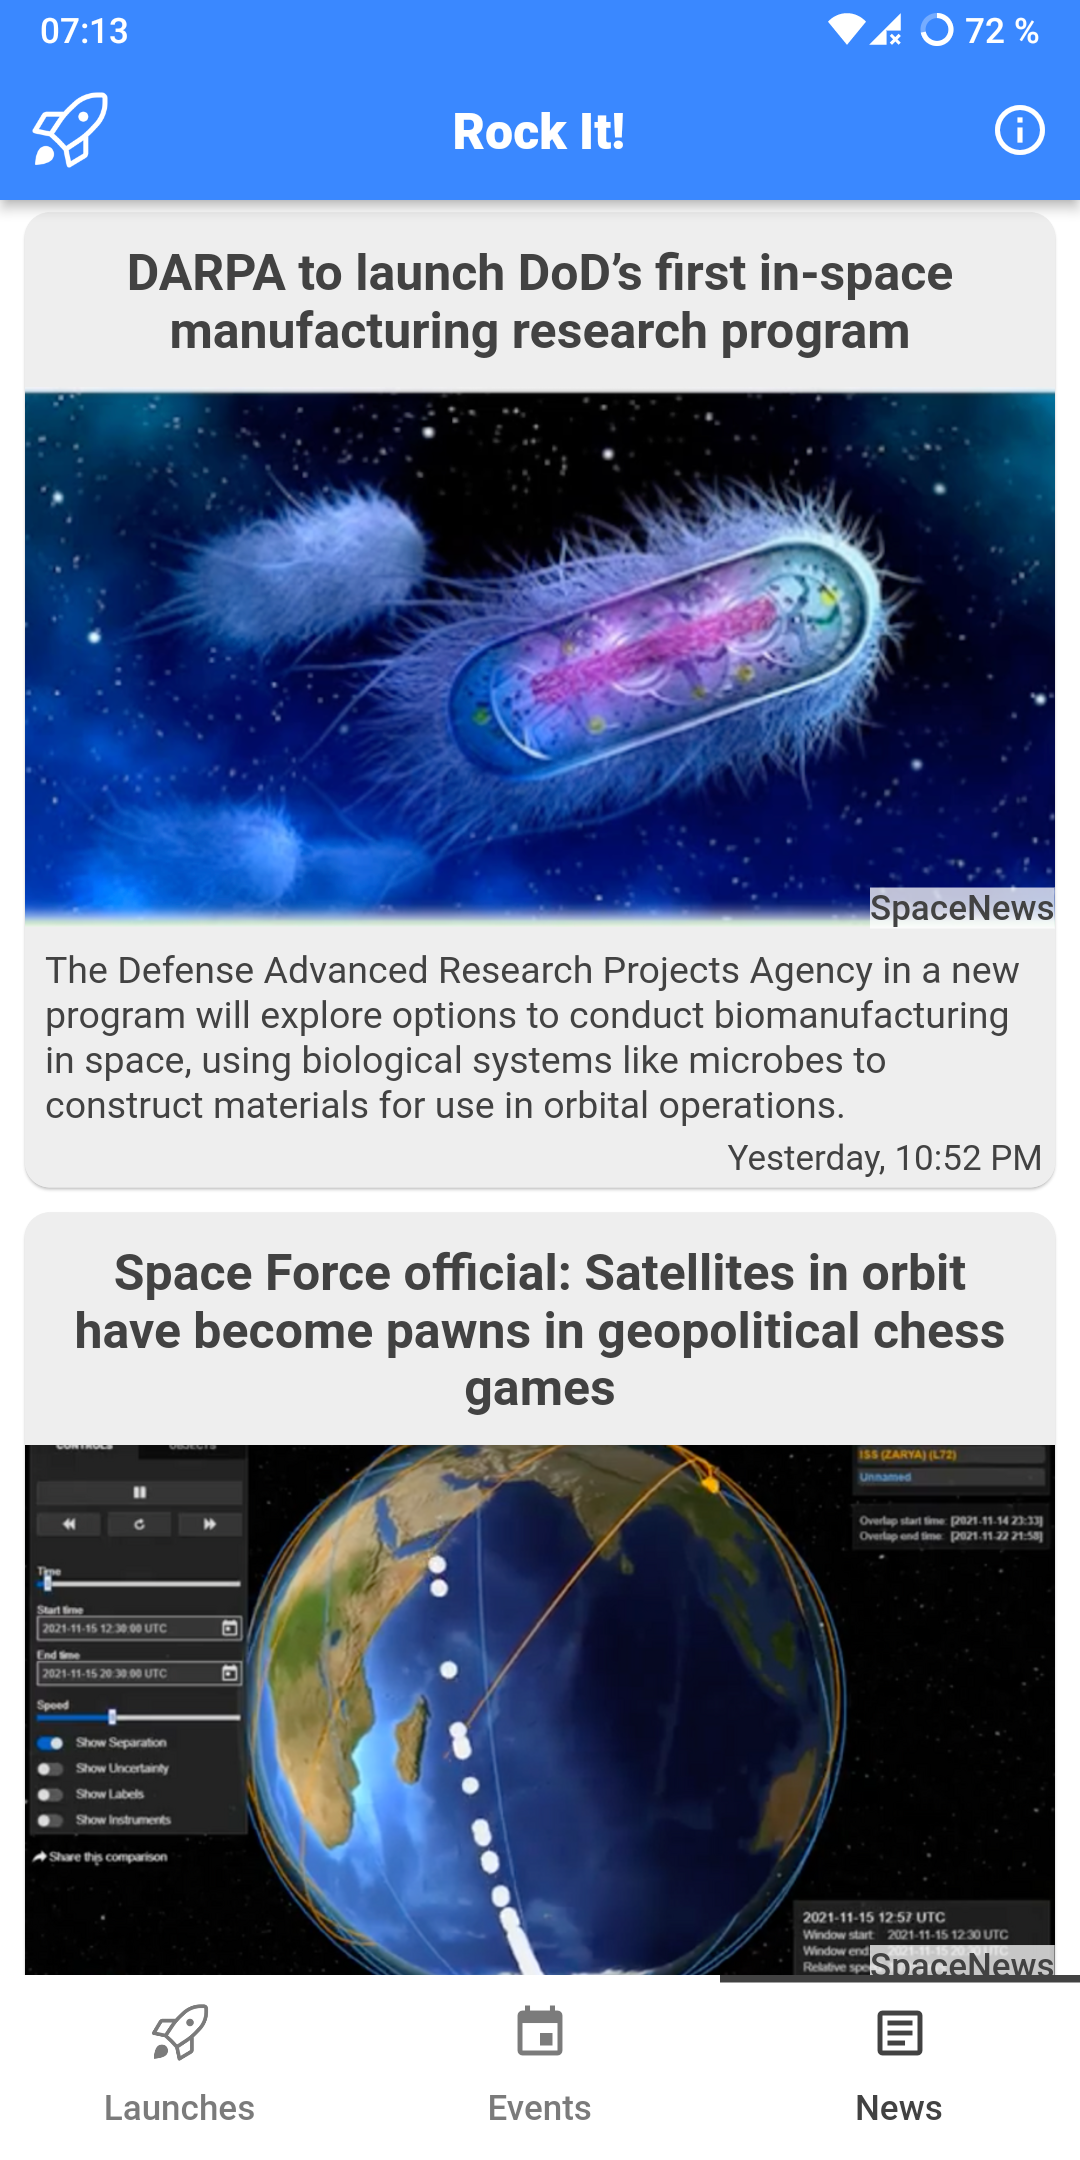 07:13
72 %
Rock It!
DARPA to launch DoD’s first in-space
manufacturing research program
SpaceNews
The Defense Advanced Research Projects Agency in a new
program will explore options to conduct biomanufacturing
in space, using biological systems like microbes to
construct materials for use in orbital operations.
Yesterday, 10:52 PM
Space Force official: Satellites in orbit
have become pawns in geopolitical chess
games
CONTROLS
OBJECTS
ISS (ZARYA) (L72)
Unnamed
Overlap start time: [2021-11-14 23:33]
Overlap end time: [2021-11-22 21:58]
Time
Start time
2021-11-15 12:30:00 UTC
End time
2021-11-15 20:30:00 UTC
Speed
Show Separation
Show Uncertainty
Show Labels
Show Instruments
Share this comparison
2021-11-15 12:57 UTC
Window start: 2021-11-15 12:30 UTC
Window end:
Relative
SpaceNews
Launches
Events
News